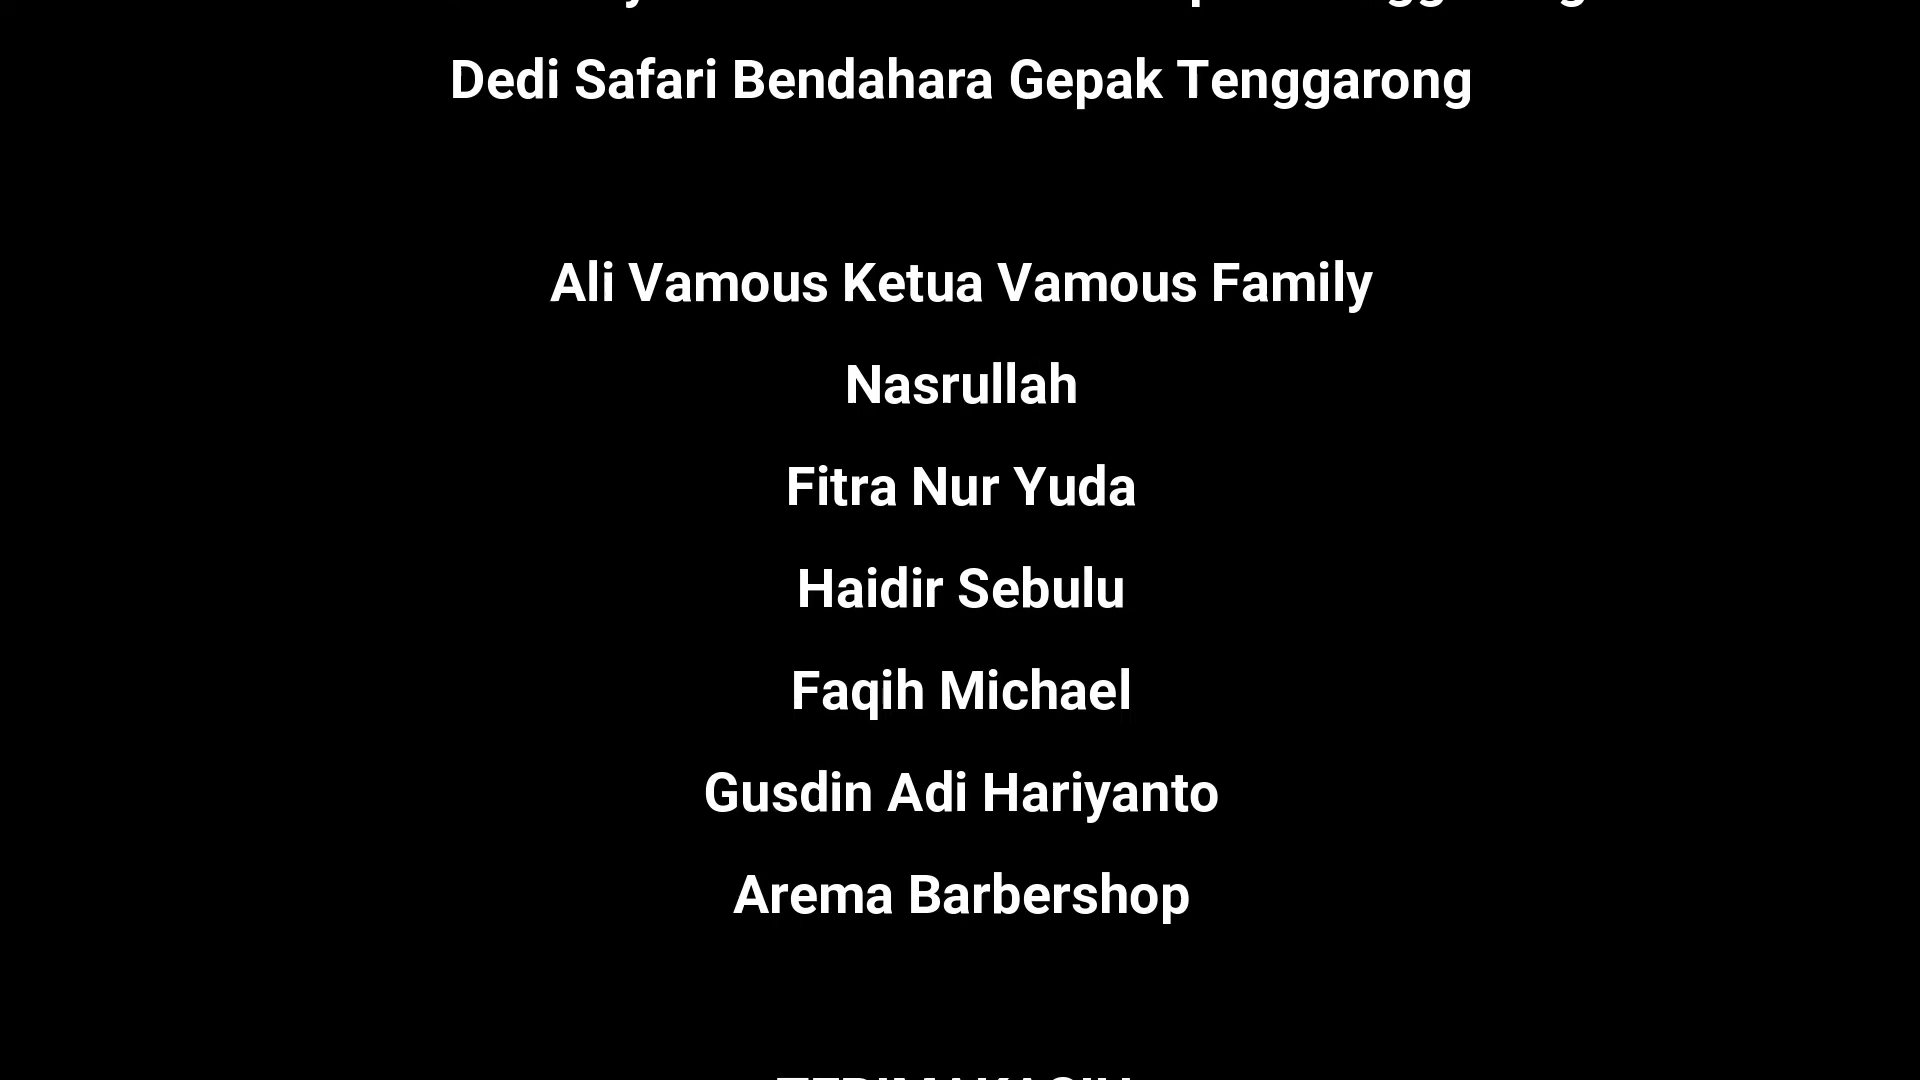 Dedi Safari Bendahara Gepak Tenggarong
Ali Vamous Ketua Vamous Family
Nasrullah
Fitra Nur Yuda
Haidir Sebulu
Faqih Michael
Gusdin Adi Hariyanto
Arema Barbershop